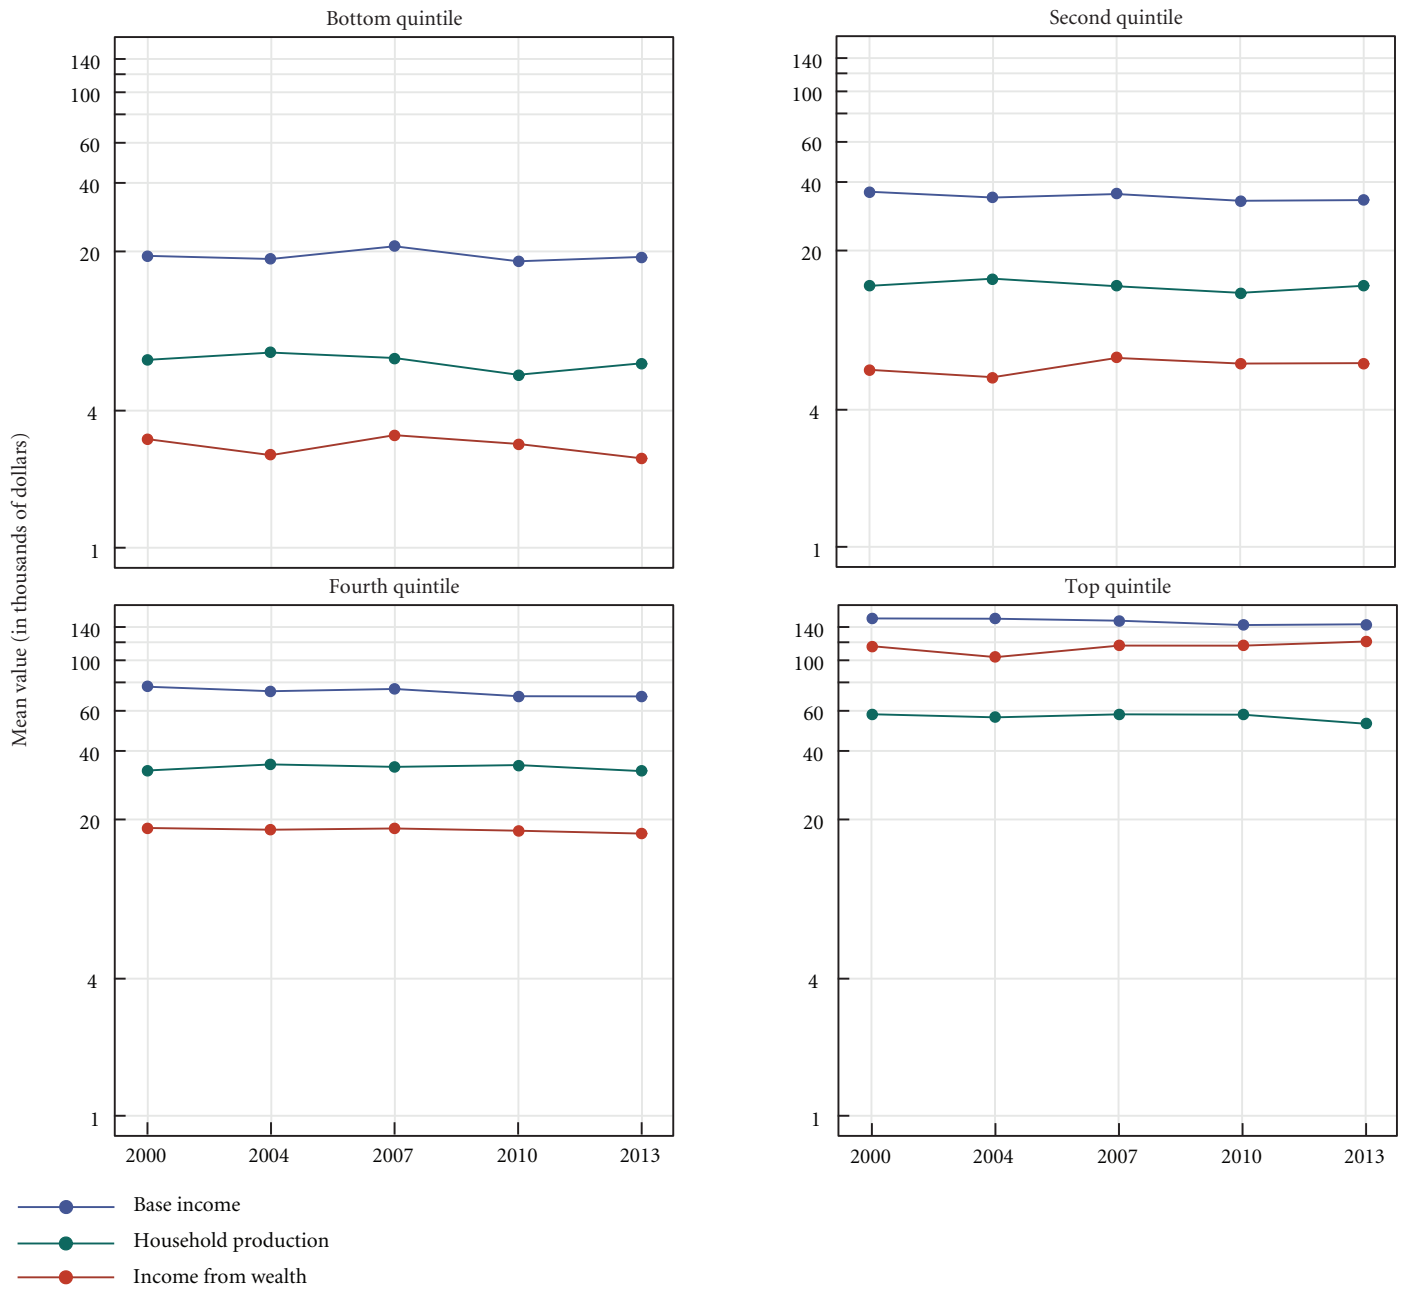 Bottom quintile
140
100
60
40
20
4
1
Second quintile
140
100
60
40
20
4
1
Mean value (in thousands of dollars)
Fourth quintile
140
100
60
40
20
4
1
2000 2004 2007 2010 2013
Top quintile
140
100
60
40
20
4
1
2000 2004 2007 2010 2013
Base income
Household production
Income from wealth